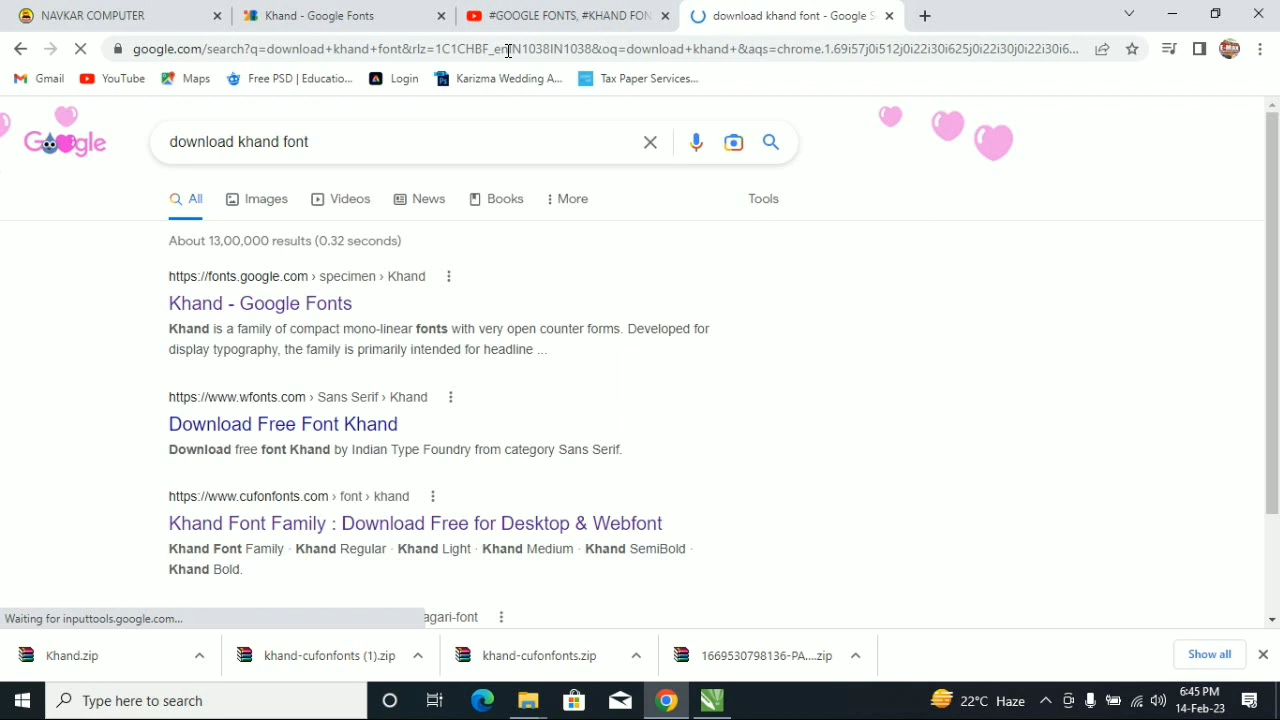 NAVKAR COMPUTER
Khand - Google Fonts
#GOOGLE FONTS, #KHAND FON
download khand font - Google S
google.com/search?q=download+khand+font&rlz=1C1CHBF_enIN1038IN1038&oq=download+khand+&aqs=chrome.1.69i57j0i512j0i22i30i625j0i22i30j0i22i30i6...
Gmail
YouTube
Maps
Free PSD | Educatio...
Login
Karizma Wedding A...
Tax Paper Services...
Google
download khand font
All
Images
Videos
News
Books
More
Tools
About 13,00,000 results (0.32 seconds)
https://fonts.google.com › specimen › Khand
Khand - Google Fonts
Khand is a family of compact mono-linear fonts with very open counter forms. Developed for
display typography, the family is primarily intended for headline ...
https://www.wfonts.com › Sans Serif › Khand
Download Free Font Khand
Download free font Khand by Indian Type Foundry from category Sans Serif.
https://www.cufonfonts.com › font › khand
Khand Font Family : Download Free for Desktop & Webfont
Khand Font Family · Khand Regular · Khand Light · Khand Medium · Khand SemiBold ·
Khand Bold.
Waiting for inputtools.google.com...
agari-font
Khand.zip
khand-cufonfonts (1).zip
khand-cufonfonts.zip
1669530798136-PA....zip
Show all
Type here to search
22°C Haze
6:45 PM
14-Feb-23